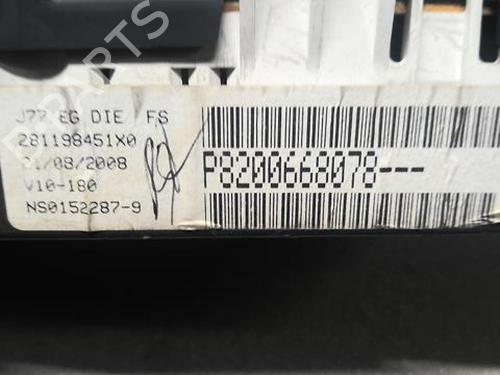 J77 EG DIE FS
281198451X0
21/08/2008
V10-180
NS0152287-9
P8200668078---